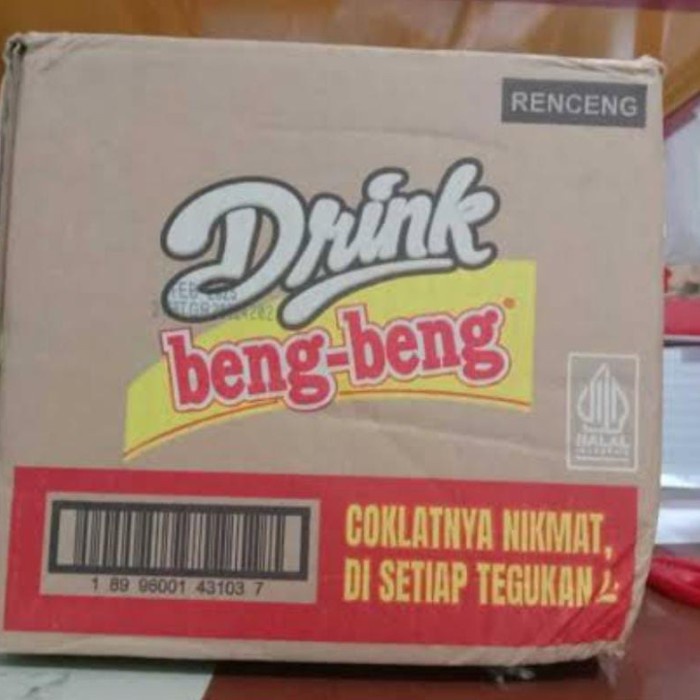 RENCENG
Drink
beng-beng
HALAL
COKLATNYA NIKMAT,
DI SETIAP TEGUKAN
1 89 96001 43103 7